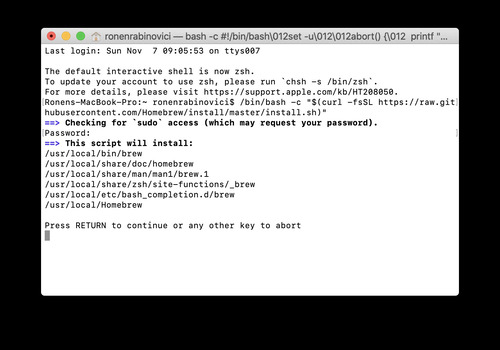 ronenrabinovici — bash -c #!/bin/bash\012set -u\012\012abort() {\012  printf "...
Last login: Sun Nov  7 09:05:53 on ttys007
The default interactive shell is now zsh.
To update your account to use zsh, please run `chsh -s /bin/zsh`.
For more details, please visit https://support.apple.com/kb/HT208050.
[Ronens-MacBook-Pro:~ ronenrabinovici$ /bin/bash -c "$(curl -fsSL https://raw.git]
hubusercontent.com/Homebrew/install/master/install.sh)"
==> Checking for `sudo` access (which may request your password).
[Password:
==> This script will install:
/usr/local/bin/brew
/usr/local/share/doc/homebrew
/usr/local/share/man/man1/brew.1
/usr/local/share/zsh/site-functions/_brew
/usr/local/etc/bash_completion.d/brew
/usr/local/Homebrew
Press RETURN to continue or any other key to abort